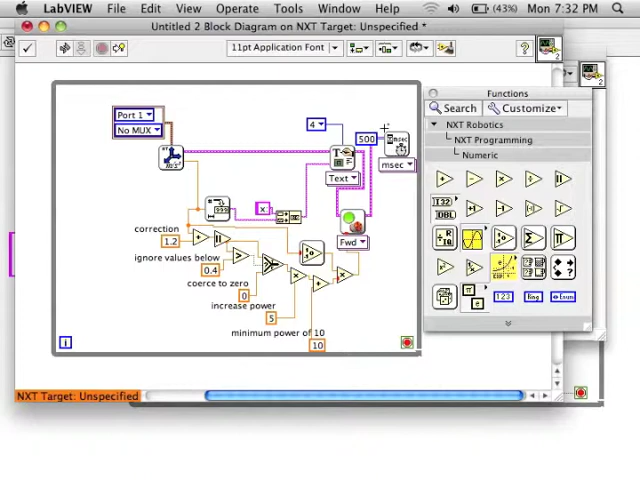 LabVIEW File Edit View Operate Tools Window Help (43%) Mon 7:32 PM
Untitled 2 Block Diagram on NXT Target: Unspecified *
11pt Application Font
?
2
2
Functions
Search Customize
NXT Robotics
NXT Programming
Numeric
Port 1
No MUX
4
500
msec
msec
Text
x
Fwd
correction
1.2
ignore values below
0.4
coerce to zero
0
increase power
5
minimum power of 10
10
i
I32
DBL
123
Ring
Enum
NXT Target: Unspecified